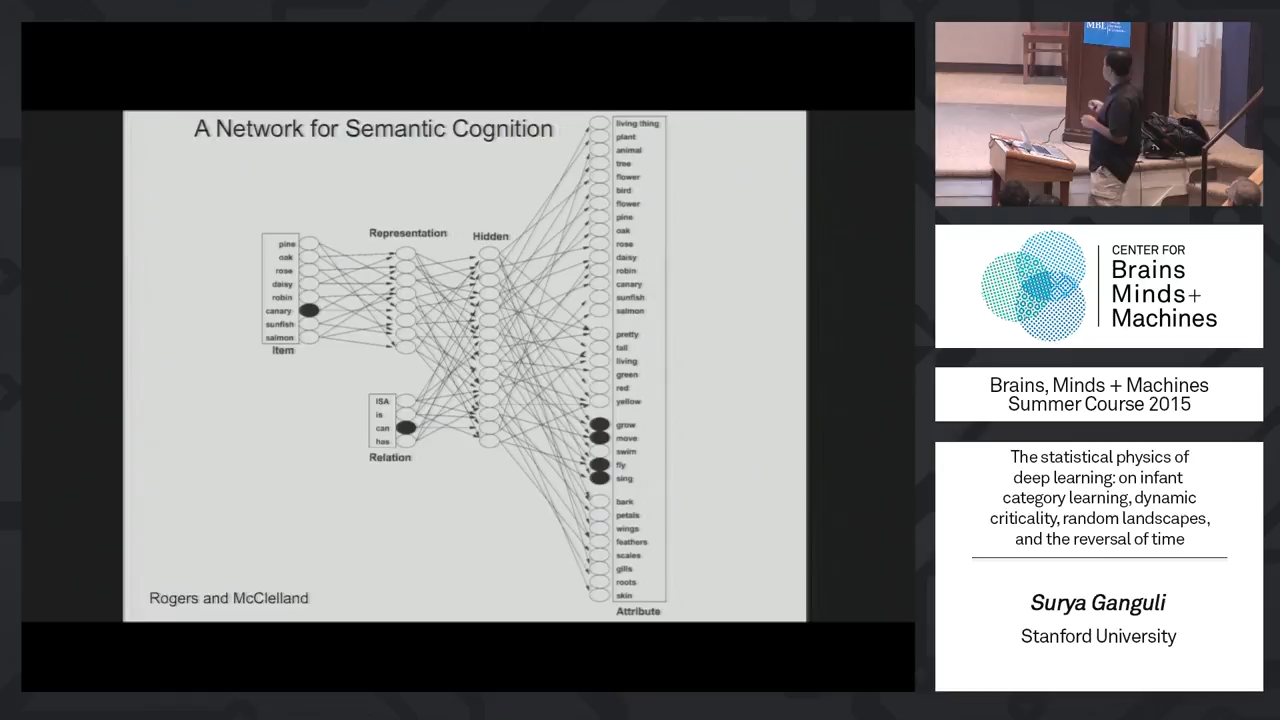 A Network for Semantic Cognition
living thing
plant
animal
tree
flower
bird
flower
pine
oak
rose
daisy
robin
canary
sunfish
salmon
pretty
tall
living
green
red
yellow
grow
move
swim
fly
sing
bark
petals
wings
feathers
scales
gills
roots
skin
Attribute
Representation
Hidden
pine
oak
rose
daisy
robin
canary
sunfish
salmon
Item
ISA
is
can
has
Relation
Rogers and McClelland
MBL
CENTER FOR
Brains
Minds+
Machines
Brains, Minds + Machines
Summer Course 2015
The statistical physics of
deep learning: on infant
category learning, dynamic
criticality, random landscapes,
and the reversal of time
Surya Ganguli
Stanford University